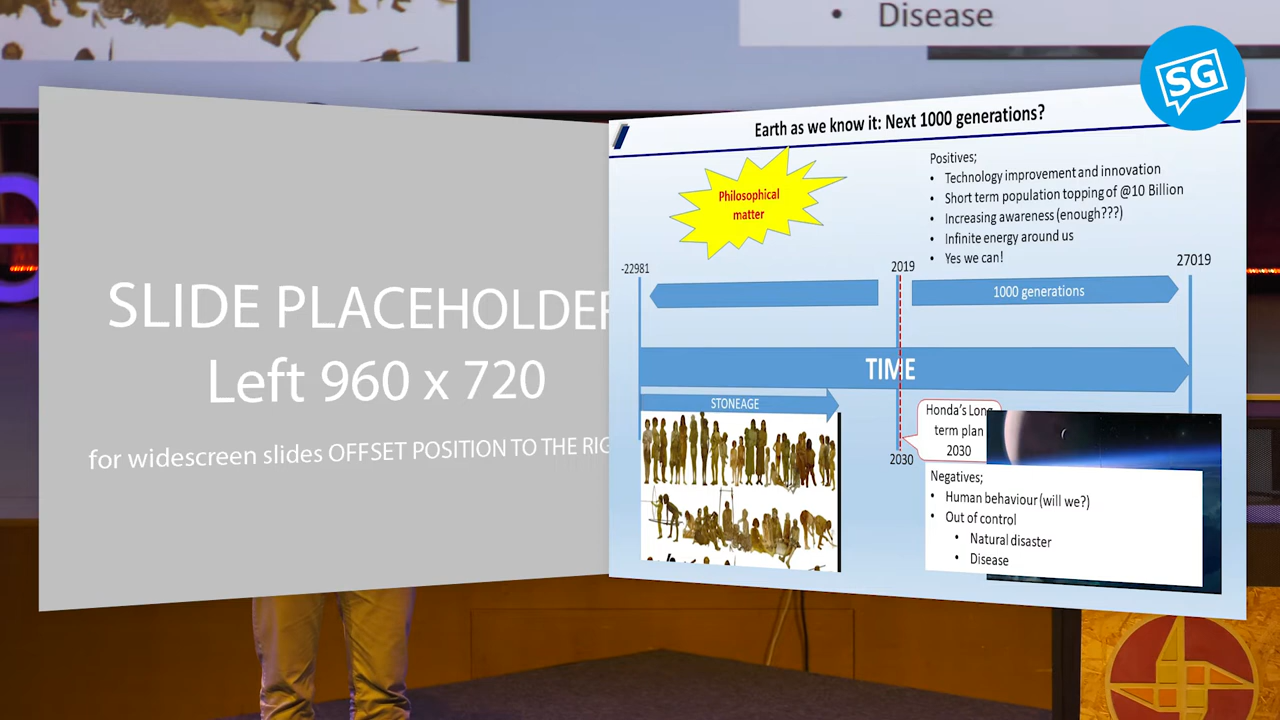 • Disease
SG
SLIDE PLACEHOLDER
Left 960 x 720
for widescreen slides OFFSET POSITION TO THE RIG
Earth as we know it: Next 1000 generations?
Philosophical
matter
Positives;
• Technology improvement and innovation
• Short term population topping of @10 Billion
• Increasing awareness (enough???)
• Infinite energy around us
• Yes we can!
-22981
2019
27019
1000 generations
TIME
STONEAGE
Honda's Long
term plan
2030
2030
Negatives;
• Human behaviour (will we?)
• Out of control
• Natural disaster
• Disease